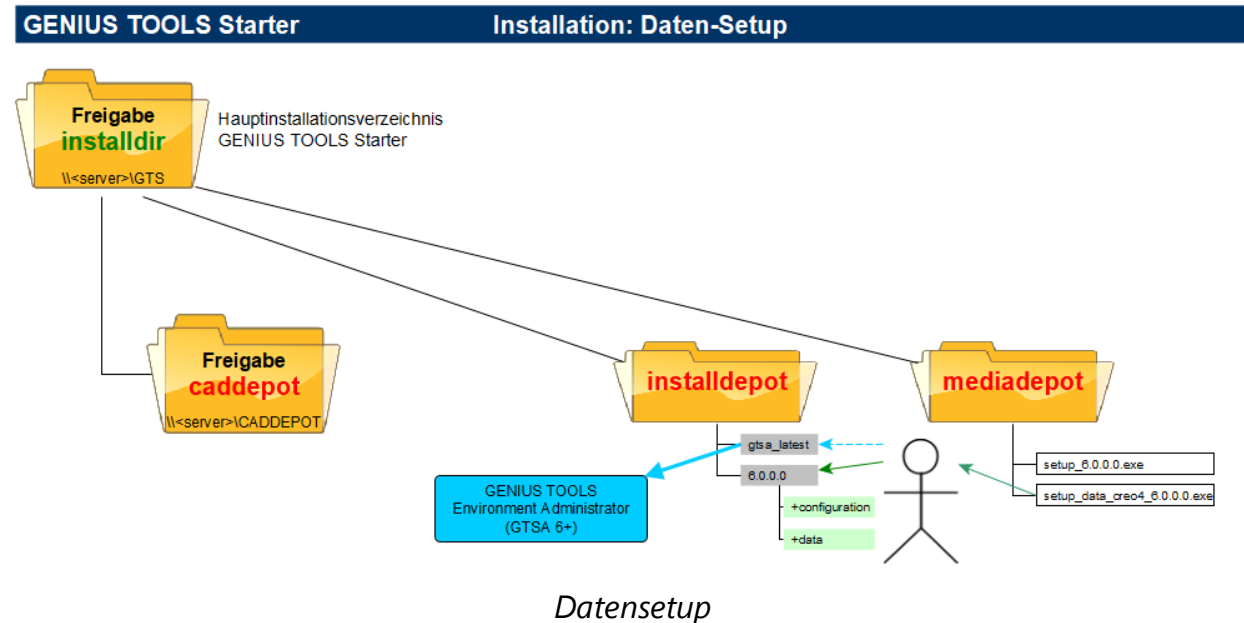 GENIUS TOOLS Starter Installation: Daten-Setup
Freigabe
installdir
\\<server>\GTS
Hauptinstallationsverzeichnis
GENIUS TOOLS Starter
Freigabe
caddepot
\\<server>\CADDEPOT
installdepot
mediadepot
gtsa_latest
6.0.0.0
+configuration
+data
GENIUS TOOLS
Environment Administrator
(GTSA 6+)
setup_6.0.0.0.exe
setup_data_creo4_6.0.0.0.exe
Datensetup